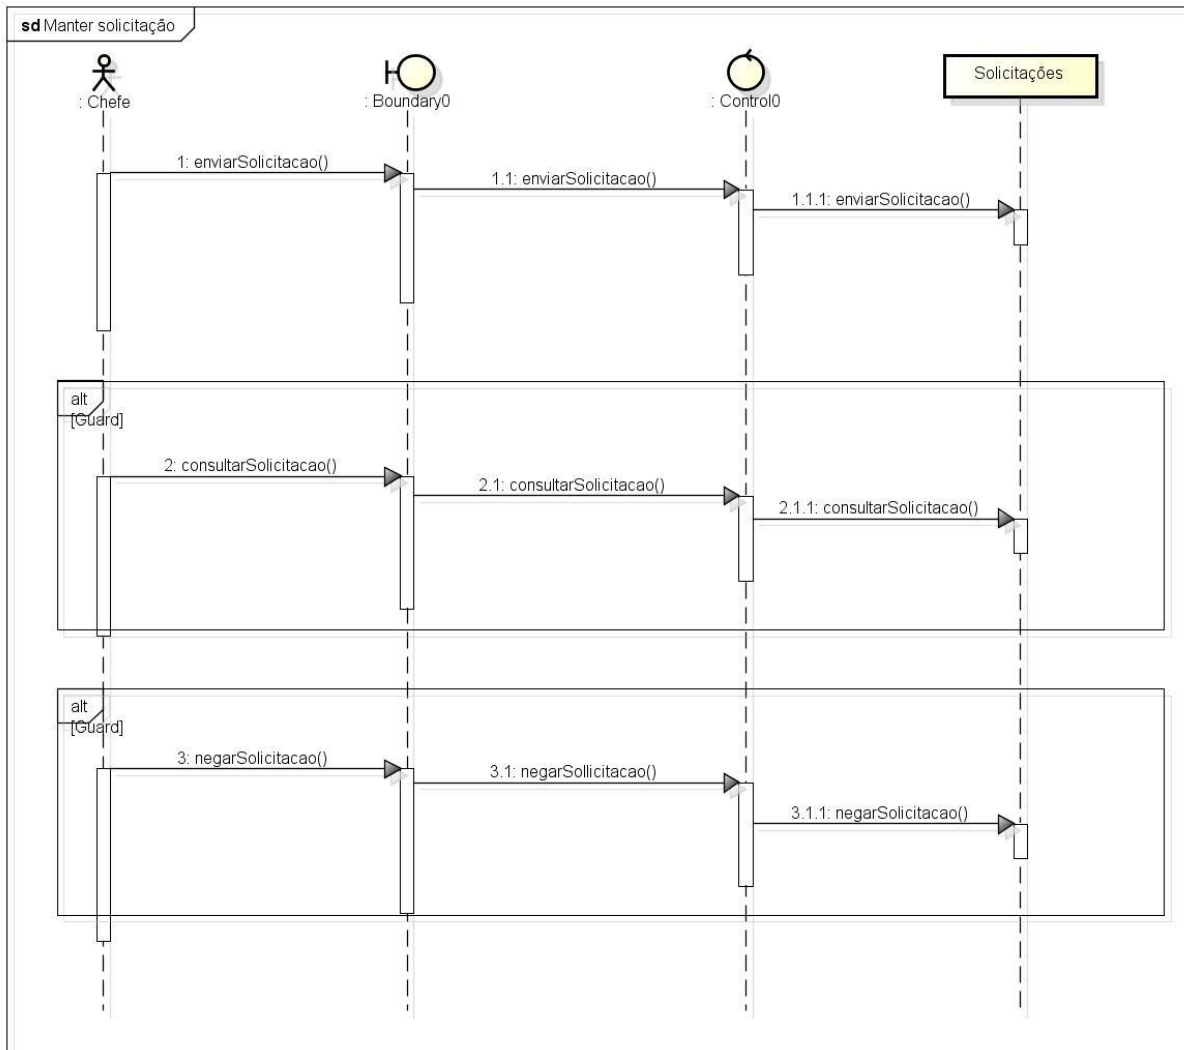 sd Manter solicitação
: Chefe
: Boundary0
: Control0
Solicitações
1: enviarSolicitacao()
1.1: enviarSolicitacao()
1.1.1: enviarSolicitacao()
alt
[Guard]
2: consultarSolicitacao()
2.1: consultarSolicitacao()
2.1.1: consultarSolicitacao()
alt
[Guard]
3: negarSolicitacao()
3.1: negarSollicitacao()
3.1.1: negarSolicitacao()